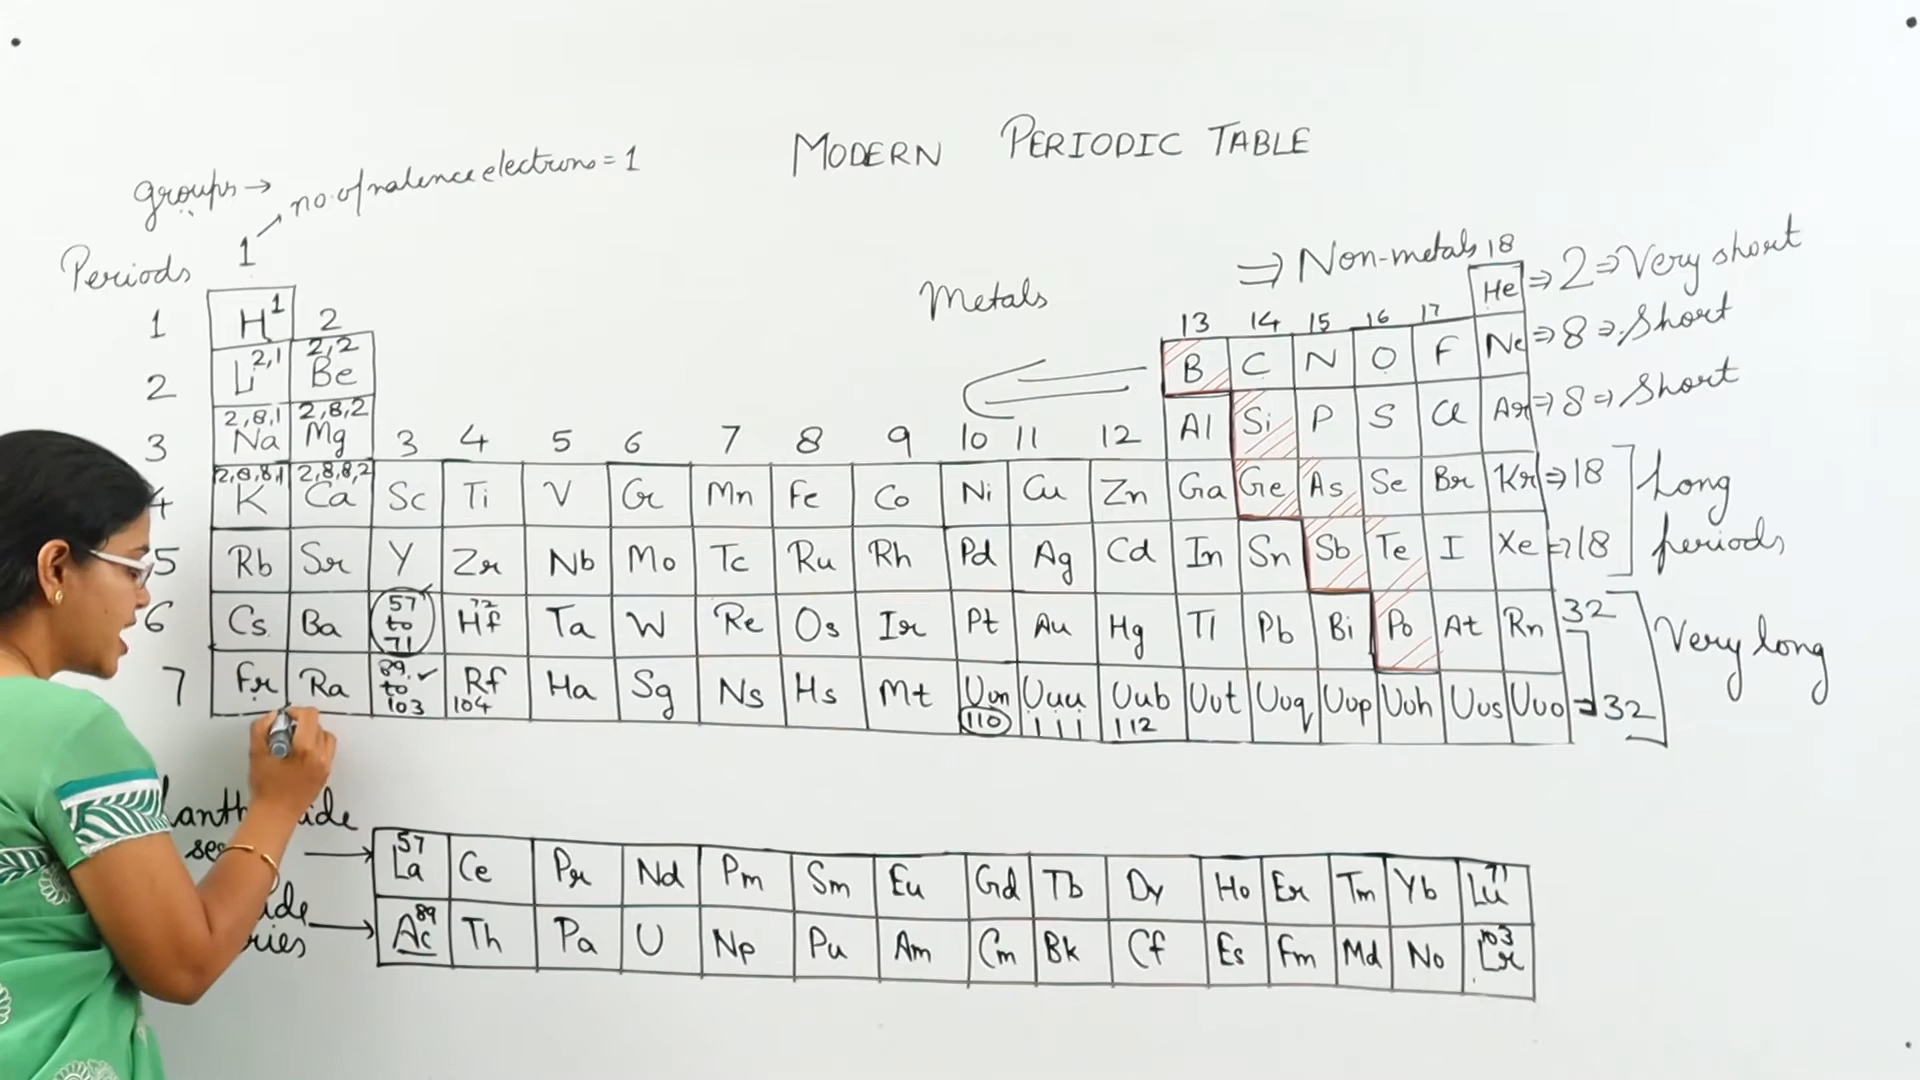 MODERN PERIODIC TABLE
groups → no. of valence electrons = 1
Periods 1
⇒ Non-metals 18
Metals
1 H¹ 2 13 14 15 16 17 He ⇒ 2 ⇒ Very short
2 Li 2,1 Be 2,2 B C N O F Ne ⇒ 8 ⇒ Short
3 Na 2,8,1 Mg 2,8,2 3 4 5 6 7 8 9 10 11 12 Al Si P S Cl Ar ⇒ 8 ⇒ Short
4 K 2,8,8,1 Ca 2,8,8,2 Sc Ti V Cr Mn Fe Co Ni Cu Zn Ga Ge As Se Br Kr ⇒ 18 Long
5 Rb Sr Y Zr Nb Mo Tc Ru Rh Pd Ag Cd In Sn Sb Te I Xe ⇒ 18 periods
6 Cs Ba 57 to 71 72 Hf Ta W Re Os Ir Pt Au Hg Tl Pb Bi Po At Rn 32 Very long
7 Fr Ra 89 to 103 Rf 104 Ha Sg Ns Hs Mt Uun 110 Uuu 111 Uub 112 Uut Uuq Uup Uuh Uus Uuo 32
57 La Ce Pr Nd Pm Sm Eu Gd Tb Dy Ho Er Tm Yb Lu 71
Ac 89 Th Pa U Np Pu Am Cm Bk Cf Es Fm Md No Lr 103